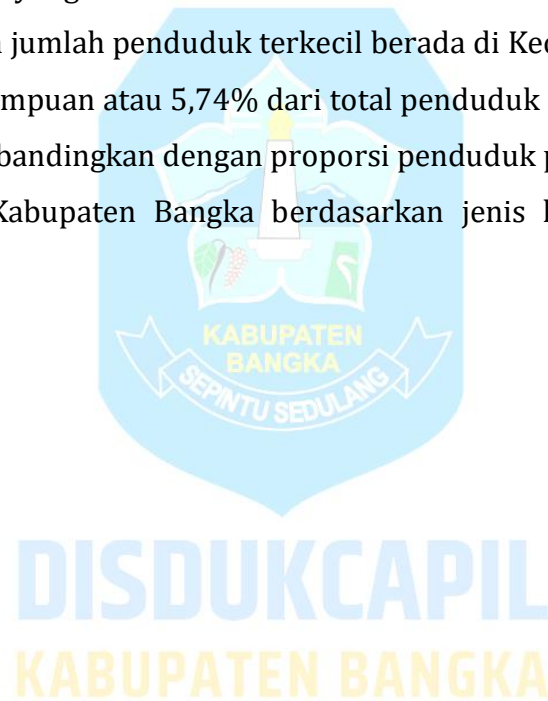 jumlah penduduk terkecil berada di
mpuan atau 5,74% dari total penduduk
bandingkan dengan proporsi penduduk
Kabupaten Bangka berdasarkan jenis
KABUPATEN
BANGKA
SEPINTU SEDULANG
DISDUKCAPIL
KABUPATEN BANGKA